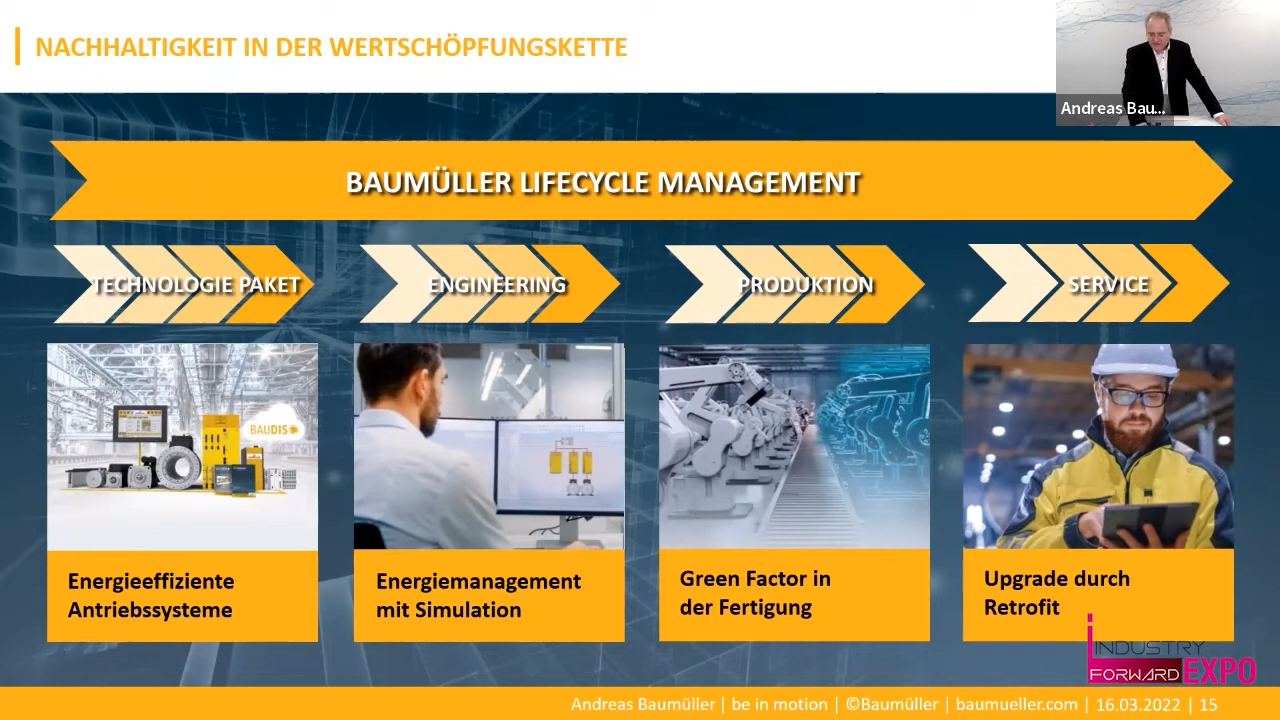 NACHHALTIGKEIT IN DER WERTSCHÖPFUNGSKETTE
Andreas Bau...
BAUMÜLLER LIFECYCLE MANAGEMENT
TECHNOLOGIE PAKET
ENGINEERING
PRODUKTION
SERVICE
BAUDIS
Energieeffiziente
Antriebssysteme
Energiemanagement
mit Simulation
Green Factor in
der Fertigung
Upgrade durch
Retrofit
INDUSTRY
FORWARD EXPO
Andreas Baumüller | be in motion | ©Baumüller | baumueller.com | 16.03.2022 | 15